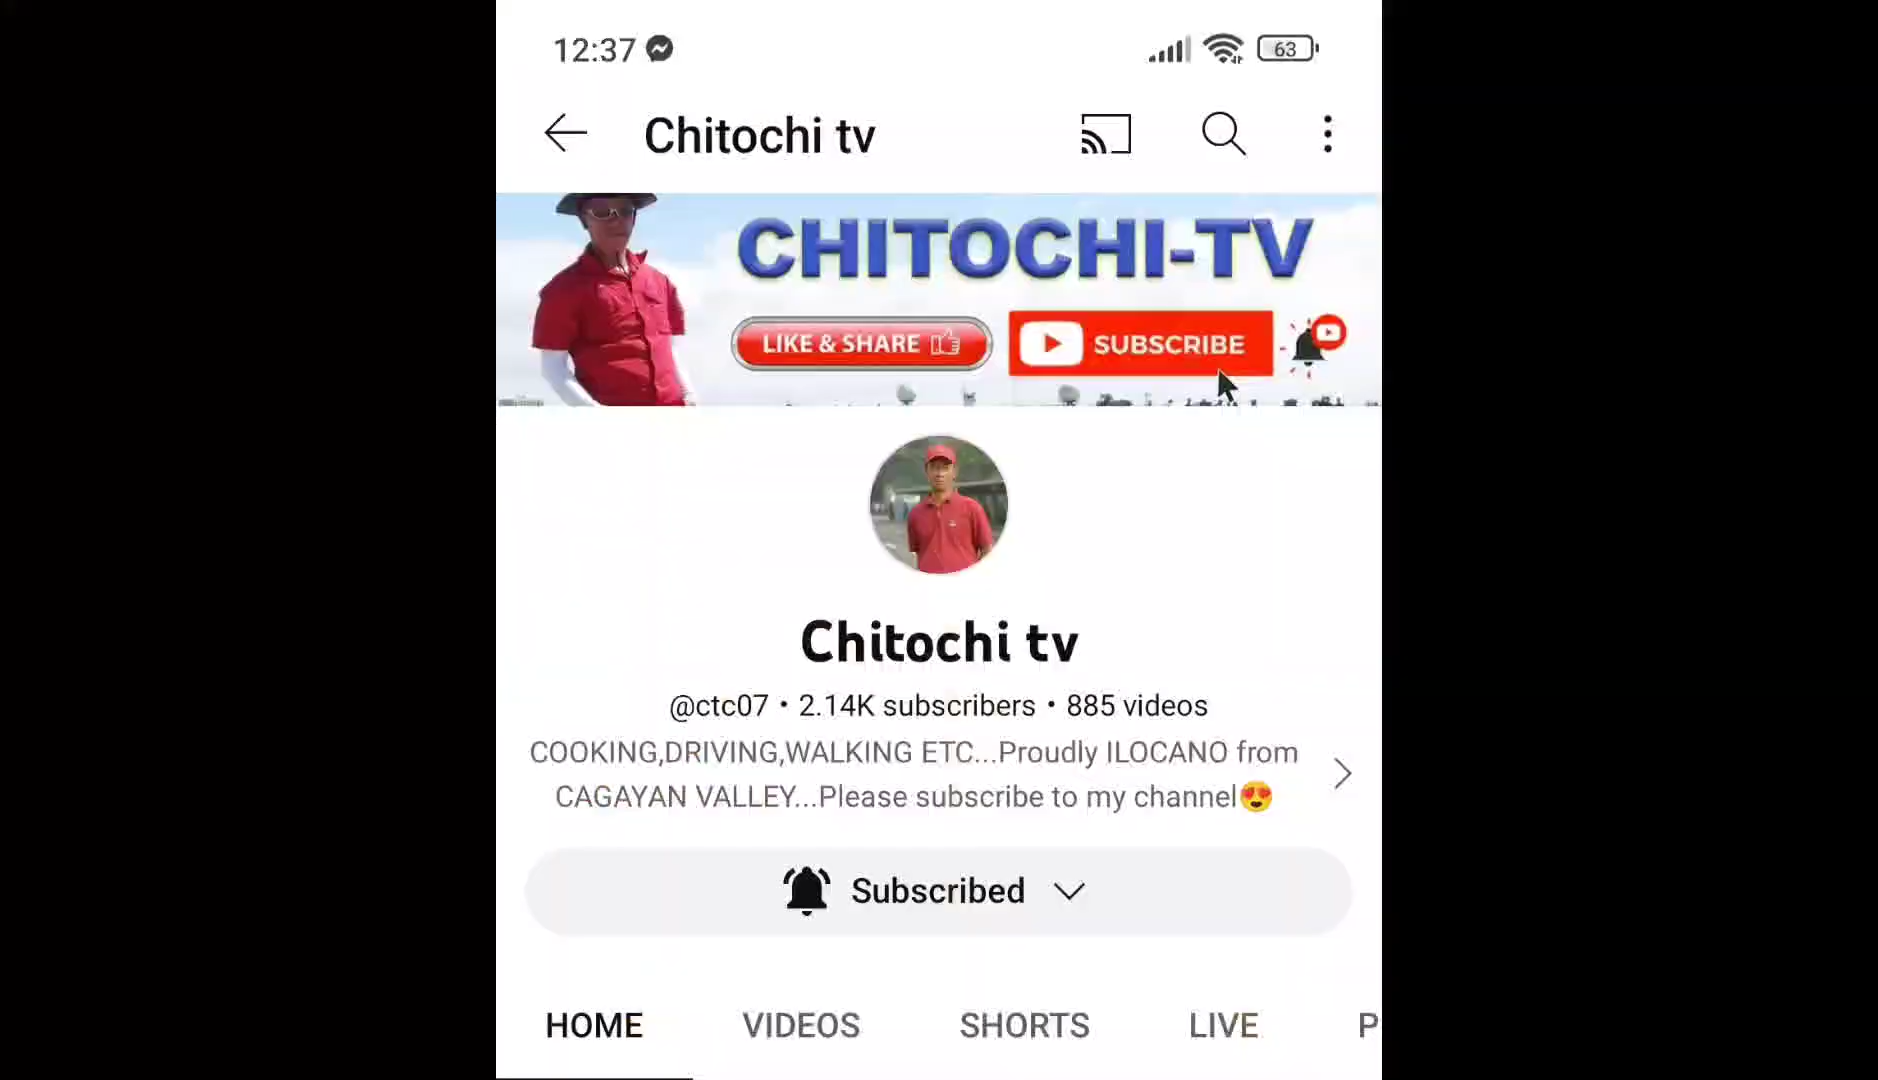 12:37
63
Chitochi tv
CHITOCHI-TV
LIKE & SHARE
SUBSCRIBE
Chitochi tv
@ctc07 • 2.14K subscribers • 885 videos
COOKING,DRIVING,WALKING ETC...Proudly ILOCANO from
CAGAYAN VALLEY...Please subscribe to my channel😍
Subscribed
HOME VIDEOS SHORTS LIVE P